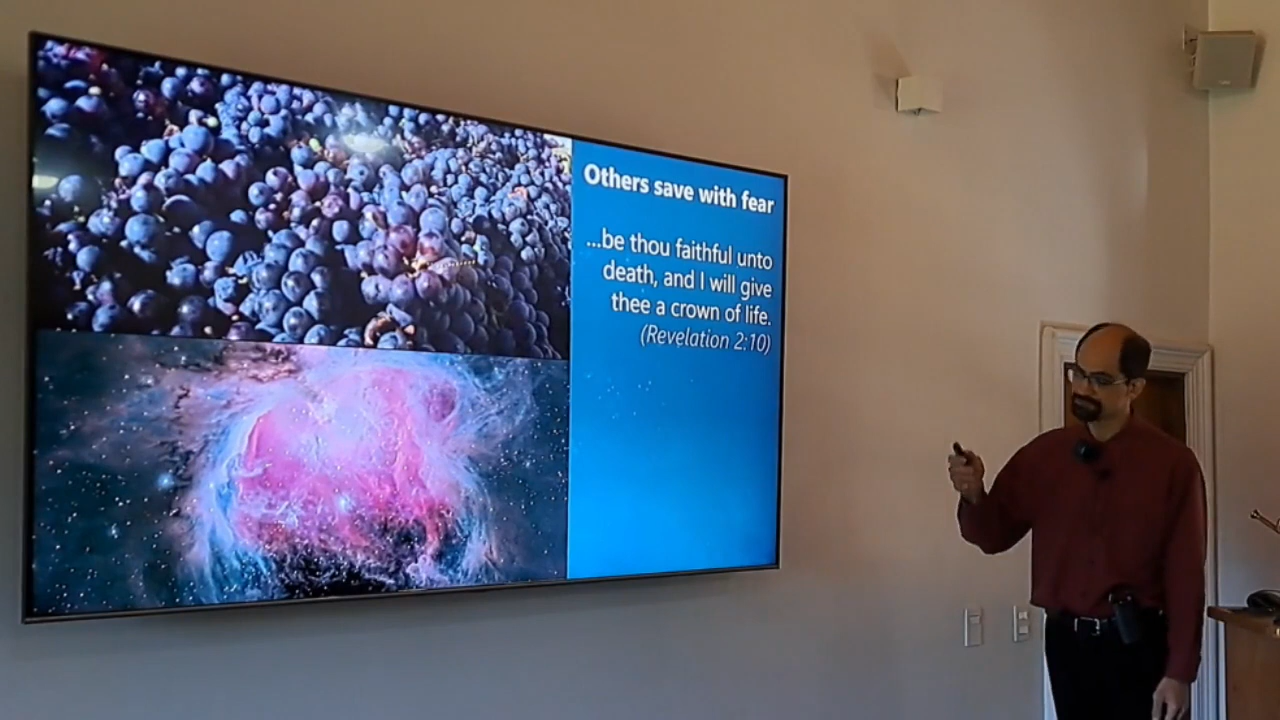 Others save with fear
...be thou faithful unto
death, and I will give
thee a crown of life.
(Revelation 2:10)